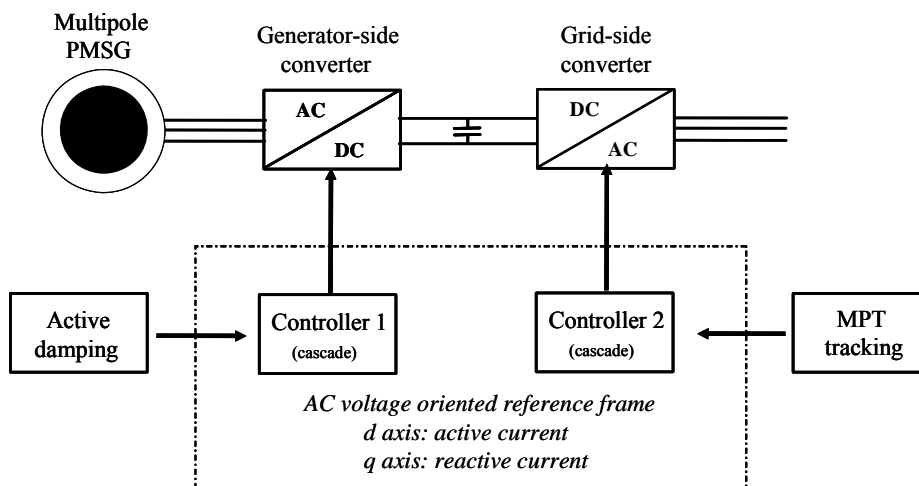 Multipole
PMSG
Generator-side
converter
Grid-side
converter
AC
DC
DC
AC
Active
damping
Controller 1
(cascade)
Controller 2
(cascade)
MPT
tracking
AC voltage oriented reference frame
d axis: active current
q axis: reactive current